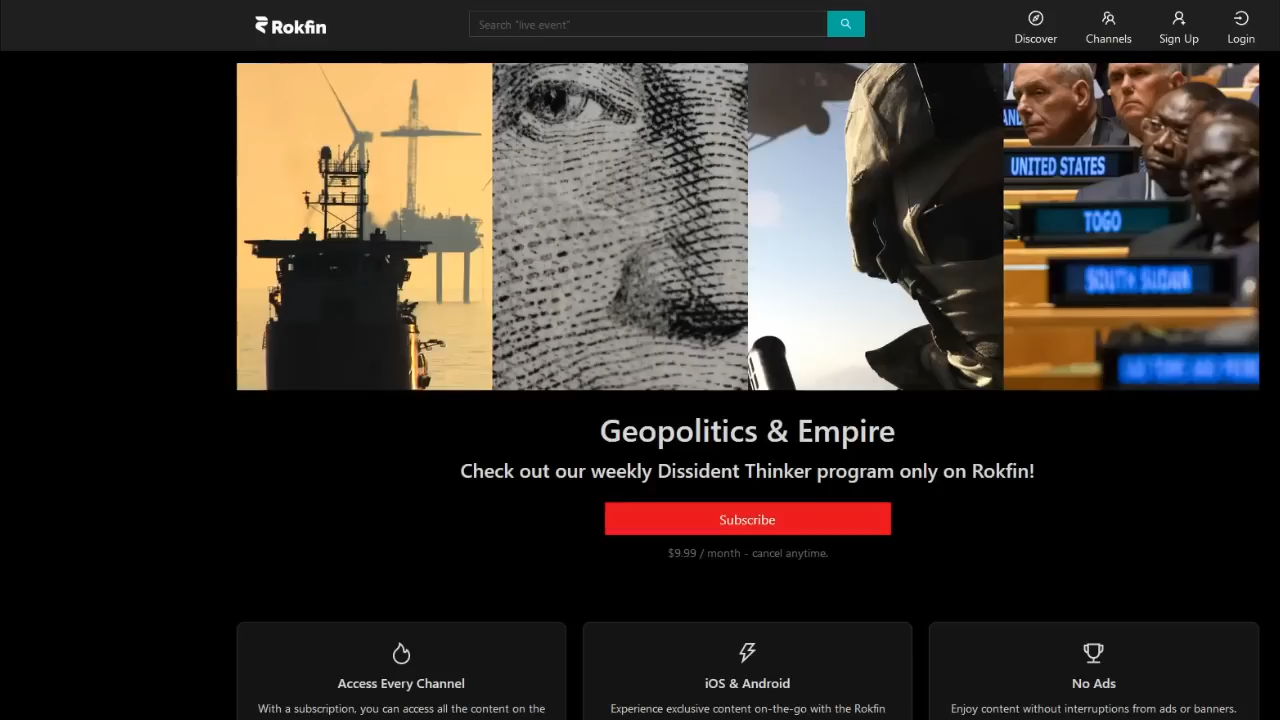 Rokfin
Search "live event"
Discover
Channels
Sign Up
Login
UNITED STATES
TOGO
SOUTH SUDAN
Geopolitics & Empire
Check out our weekly Dissident Thinker program only on Rokfin!
Subscribe
$9.99 / month - cancel anytime.
Access Every Channel
With a subscription, you can access all the content on the
iOS & Android
Experience exclusive content on-the-go with the Rokfin
No Ads
Enjoy content without interruptions from ads or banners.